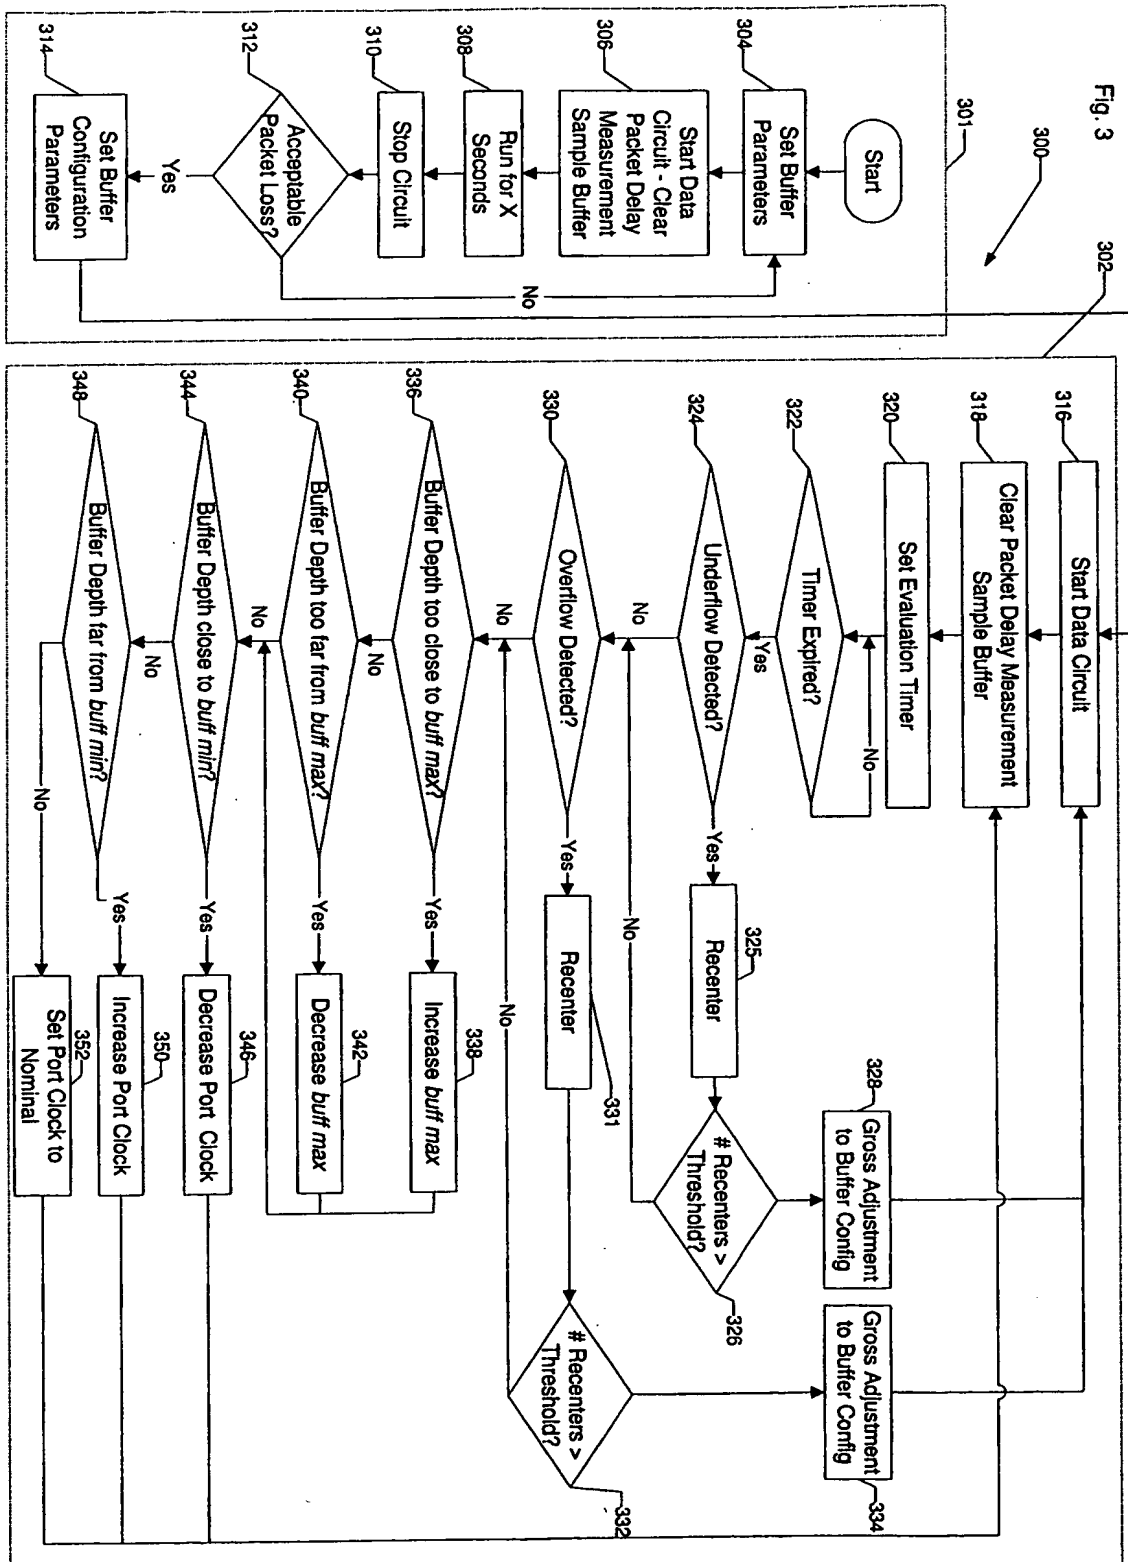 Fig. 3
300
301
Start
304
Set Buffer
Parameters
306
Start Data
Circuit - Clear
Packet Delay
Measurement
Sample Buffer
308
Run for X
Seconds
310
Stop Circuit
312
Acceptable
Packet Loss?
No
Yes
314
Set Buffer
Configuration
Parameters
302
316
Start Data Circuit
318
Clear Packet Delay Measurement
Sample Buffer
320
Set Evaluation Timer
322
Timer Expired?
No
Yes
324
Underflow Detected?
Yes
325
Recenter
# Recenters >
Threshold?
326
328
Gross Adjustment
to Buffer Config
No
No
330
Overflow Detected?
Yes
Recenter
331
# Recenters >
Threshold?
332
Gross Adjustment
to Buffer Config
334
No
No
336
Buffer Depth too close to buff max?
Yes
338
Increase buff max
No
340
Buffer Depth too far from buff max?
Yes
342
Decrease buff max
No
344
Buffer Depth close to buff min?
Yes
346
Decrease Port Clock
No
348
Buffer Depth far from buff min?
Yes
350
Increase Port Clock
No
352
Set Port Clock to
Nominal